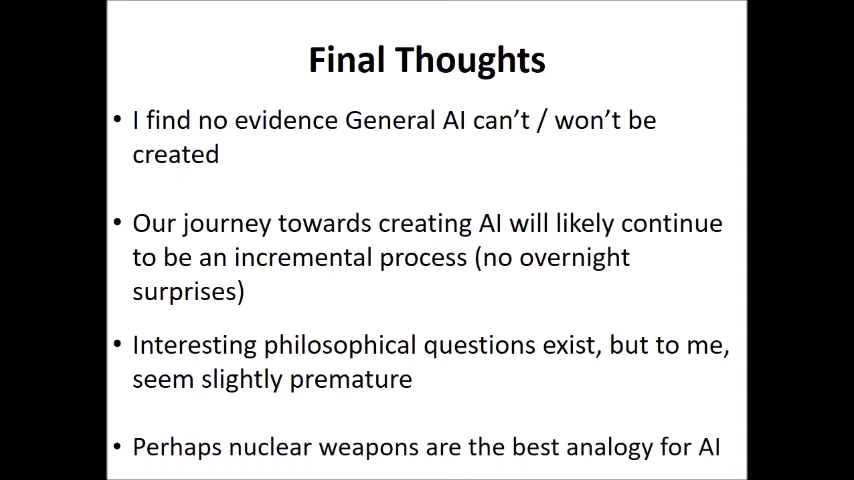 Final Thoughts
• I find no evidence General AI can't / won't be
created
• Our journey towards creating AI will likely continue
to be an incremental process (no overnight
surprises)
• Interesting philosophical questions exist, but to me,
seem slightly premature
• Perhaps nuclear weapons are the best analogy for AI